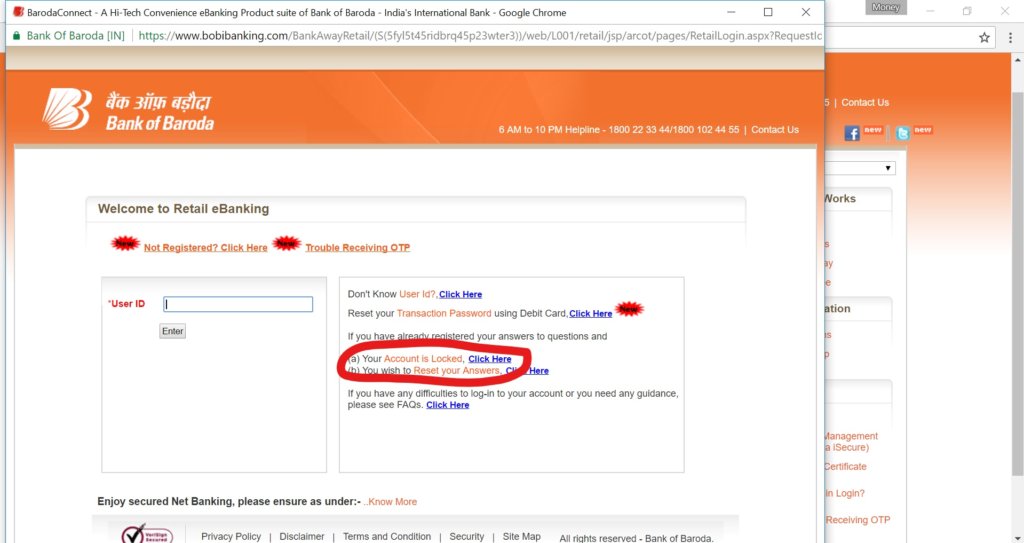 BarodaConnect - A Hi-Tech Convenience eBanking Product suite of Bank of Baroda - India's International Bank - Google Chrome
Money
Bank Of Baroda [IN] | https://www.bobibanking.com/BankAwayRetail/(S(5fyl5t45ridbrq45p23wter3))/web/L001/retail/jsp/arcot/pages/RetailLogin.aspx?RequestIc
बैंक ऑफ़ बड़ौदा
Bank of Baroda
6 AM to 10 PM Helpline - 1800 22 33 44/1800 102 44 55 | Contact Us
5 | Contact Us
new
new
Works
s
ay
e
ation
ns
p
Management
a iSecure)
Certificate
in Login?
Receiving OTP
Welcome to Retail eBanking
New Not Registered? Click Here New Trouble Receiving OTP
*User ID
Enter
Don't Know User Id?, Click Here
Reset your Transaction Password using Debit Card, Click Here New
If you have already registered your answers to questions and
(a) Your Account is Locked, Click Here
(b) You wish to Reset your Answers, Click Here
If you have any difficulties to log-in to your account or you need any guidance,
please see FAQs. Click Here
Enjoy secured Net Banking, please ensure as under:- ..Know More
VeriSign
Secured
Privacy Policy | Disclaimer | Terms and Condition | Security | Site Map
All rights reserved - Bank of Baroda.